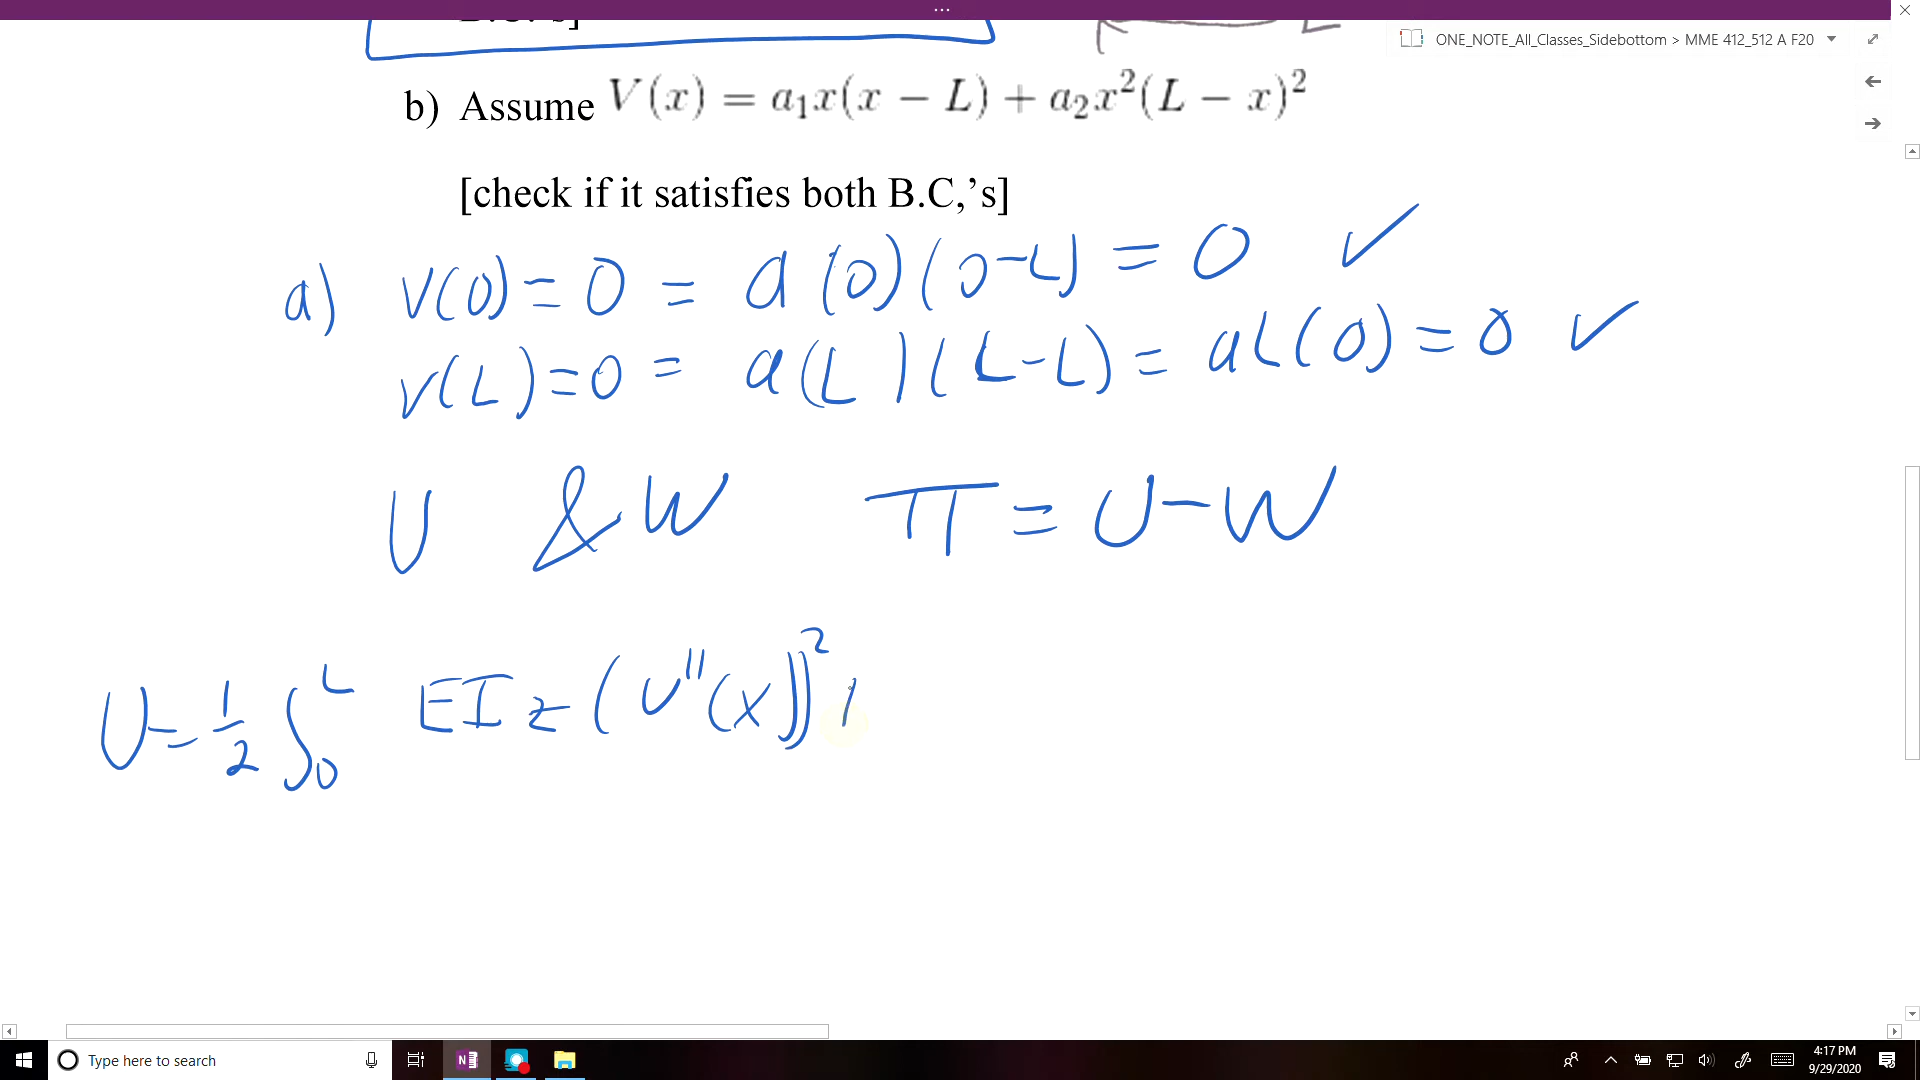 ...
ONE_NOTE_All_Classes_Sidebottom > MME 412_512 A F20
b) Assume V(x) = a₁x(x − L) + a₂x²(L − x)²
[check if it satisfies both B.C,’s]
a) v(0) = 0 = a(0)(0-L) = 0 ✓
v(L) = 0 = a(L)(L-L) = aL(0) = 0 ✓
U & W π = U - W
U = 1/2 ∫₀ᴸ EIz (v''(x))²
Type here to search
4:17 PM
9/29/2020